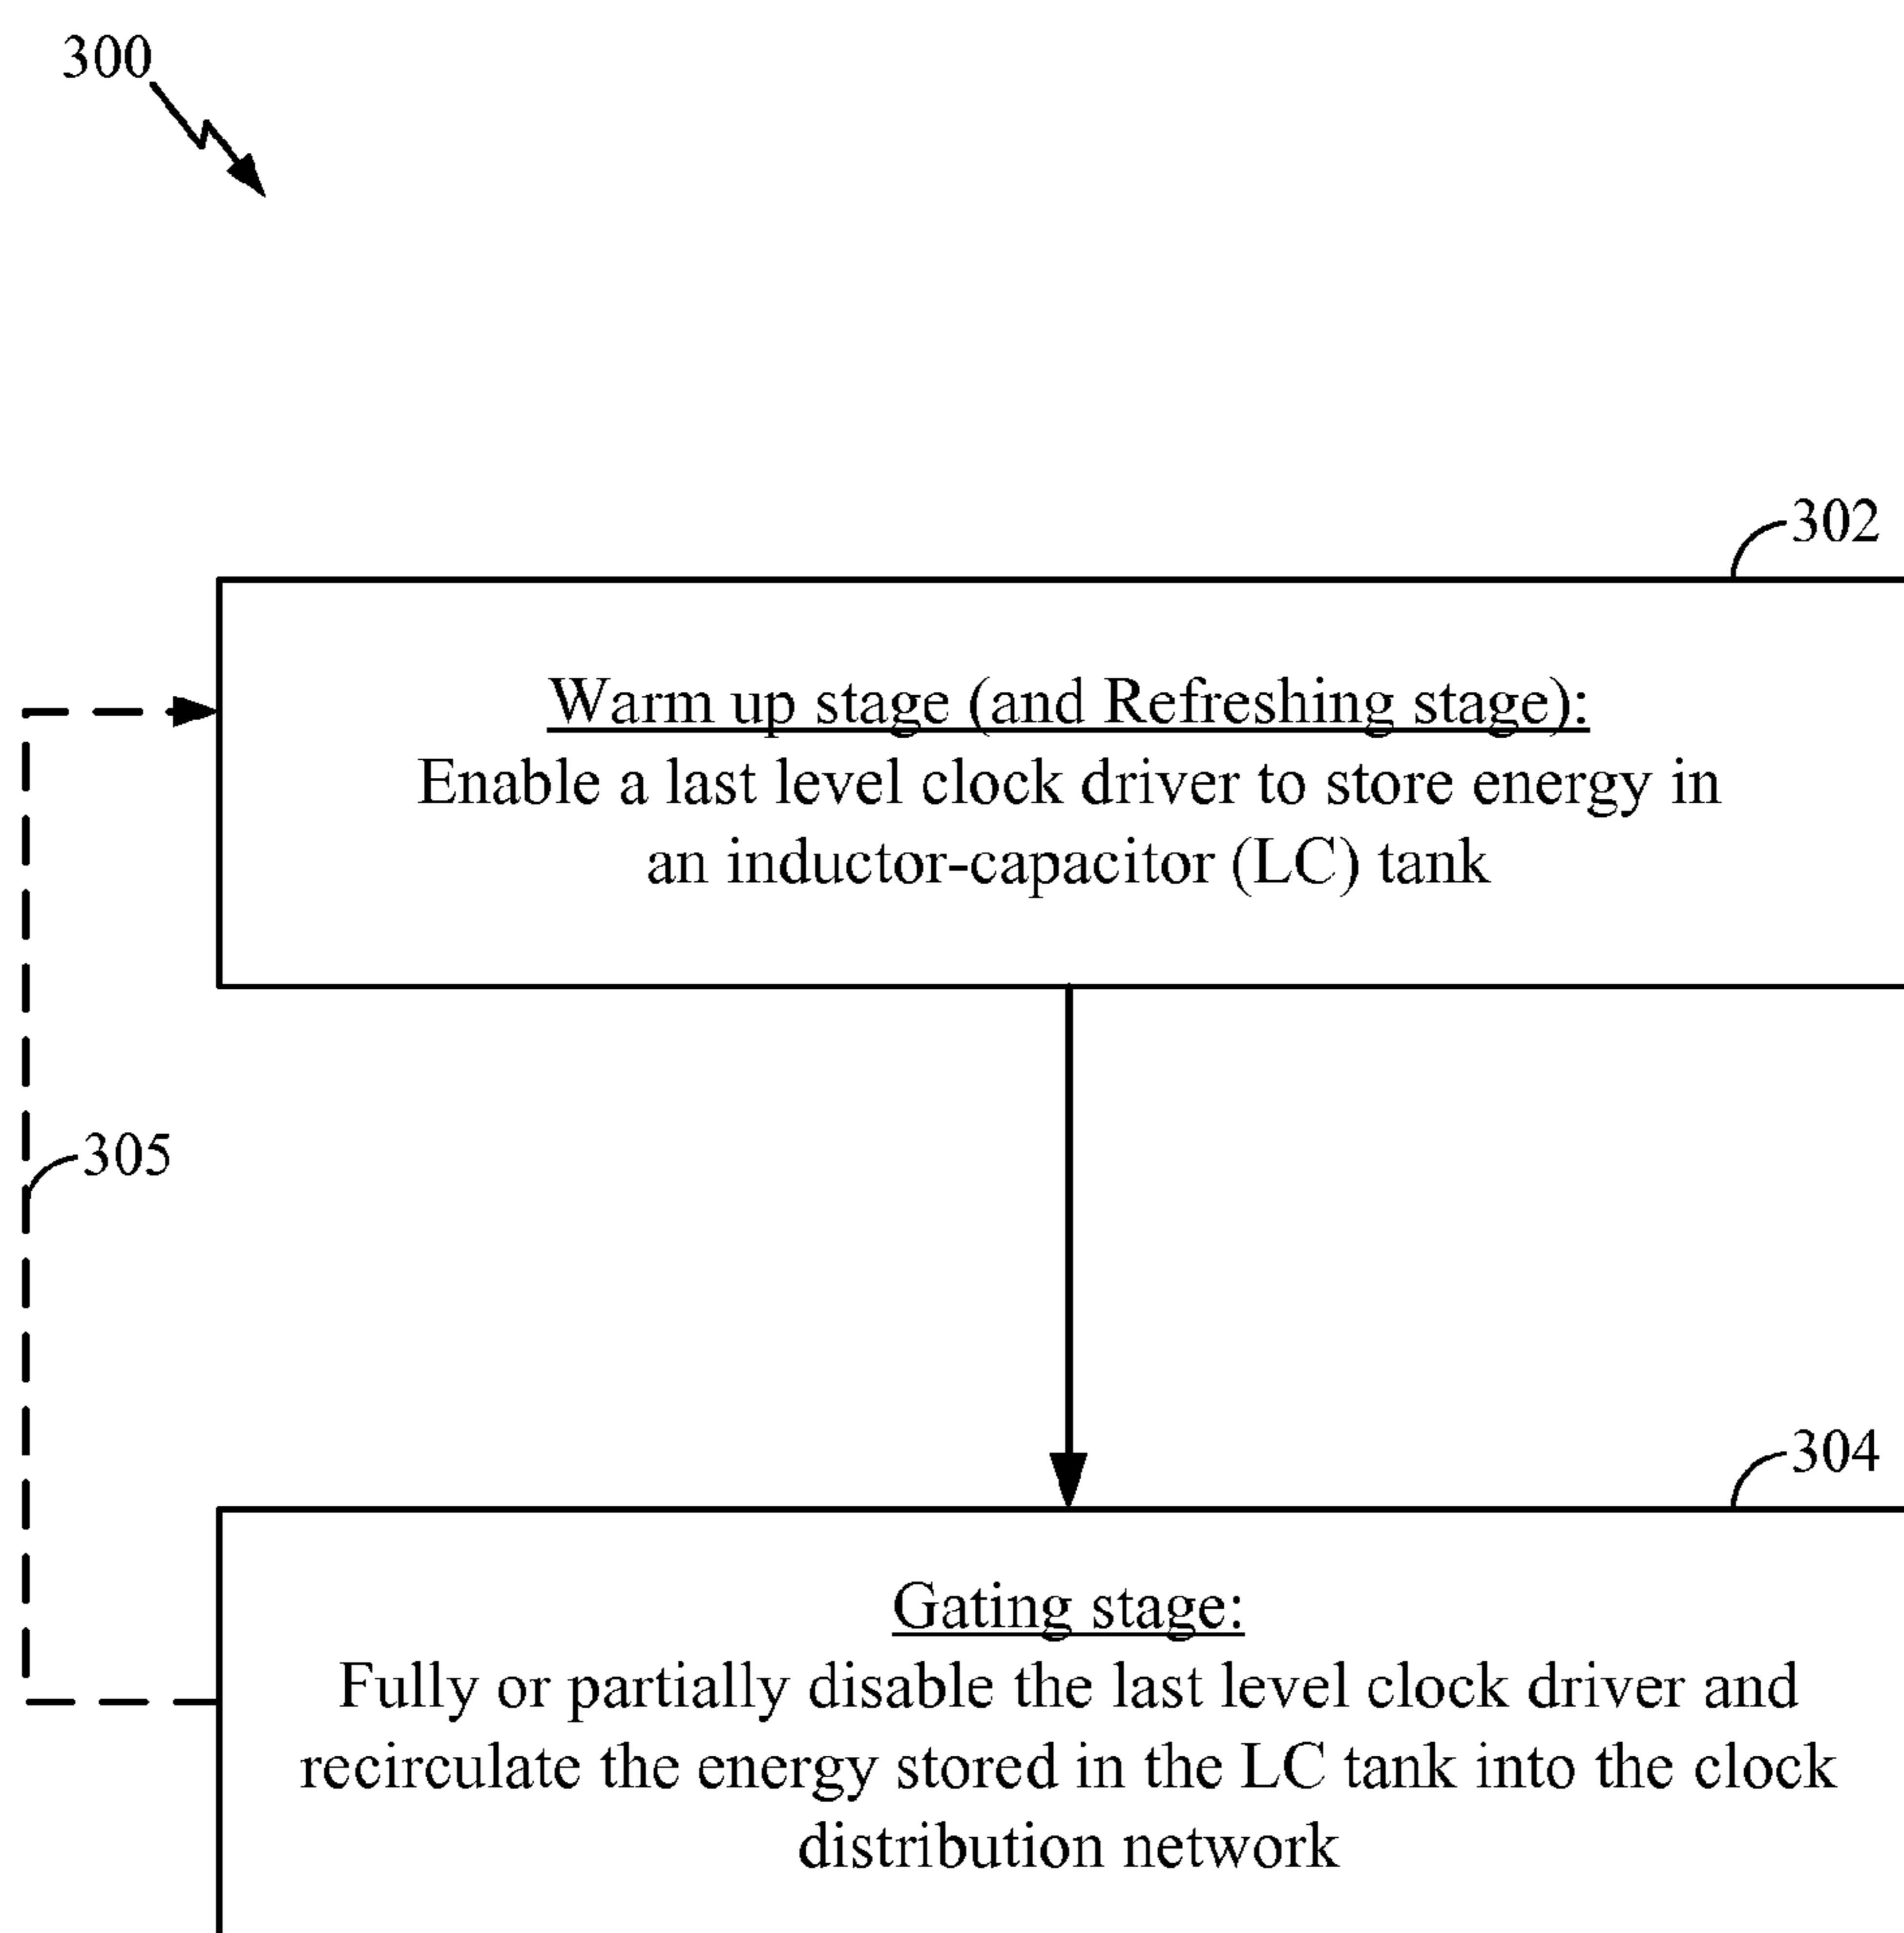 300
302
Warm up stage (and Refreshing stage):
Enable a last level clock driver to store energy in
an inductor-capacitor (LC) tank
305
304
Gating stage:
Fully or partially disable the last level clock driver and
recirculate the energy stored in the LC tank into the clock
distribution network